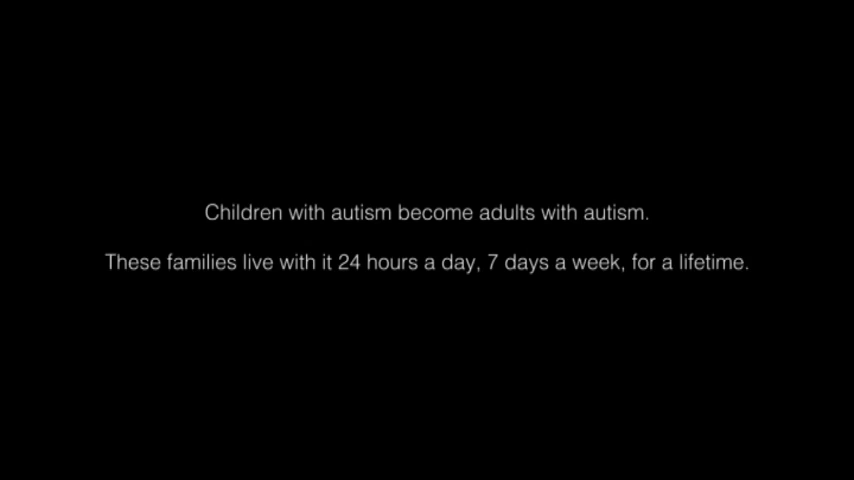 Children with autism become adults with autism.
These families live with it 24 hours a day, 7 days a week, for a lifetime.